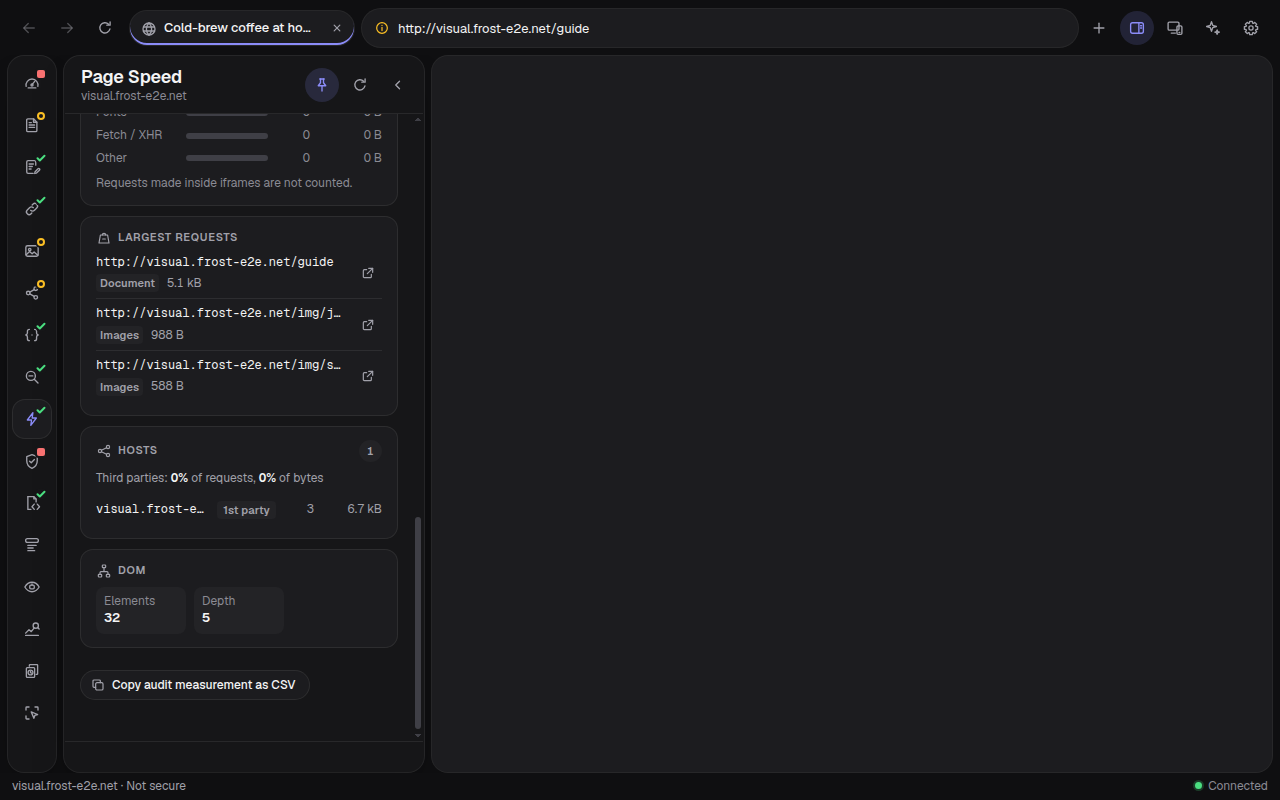 Cold-brew coffee at ho...
http://visual.frost-e2e.net/guide
Page Speed
visual.frost-e2e.net
Fonts 0 0 B
Fetch / XHR 0 0 B
Other 0 0 B
Requests made inside iframes are not counted.
LARGEST REQUESTS
http://visual.frost-e2e.net/guide
Document 5.1 kB
http://visual.frost-e2e.net/img/j…
Images 988 B
http://visual.frost-e2e.net/img/s…
Images 588 B
HOSTS 1
Third parties: 0% of requests, 0% of bytes
visual.frost-e… 1st party 3 6.7 kB
DOM
Elements Depth
32 5
Copy audit measurement as CSV
visual.frost-e2e.net · Not secure
Connected